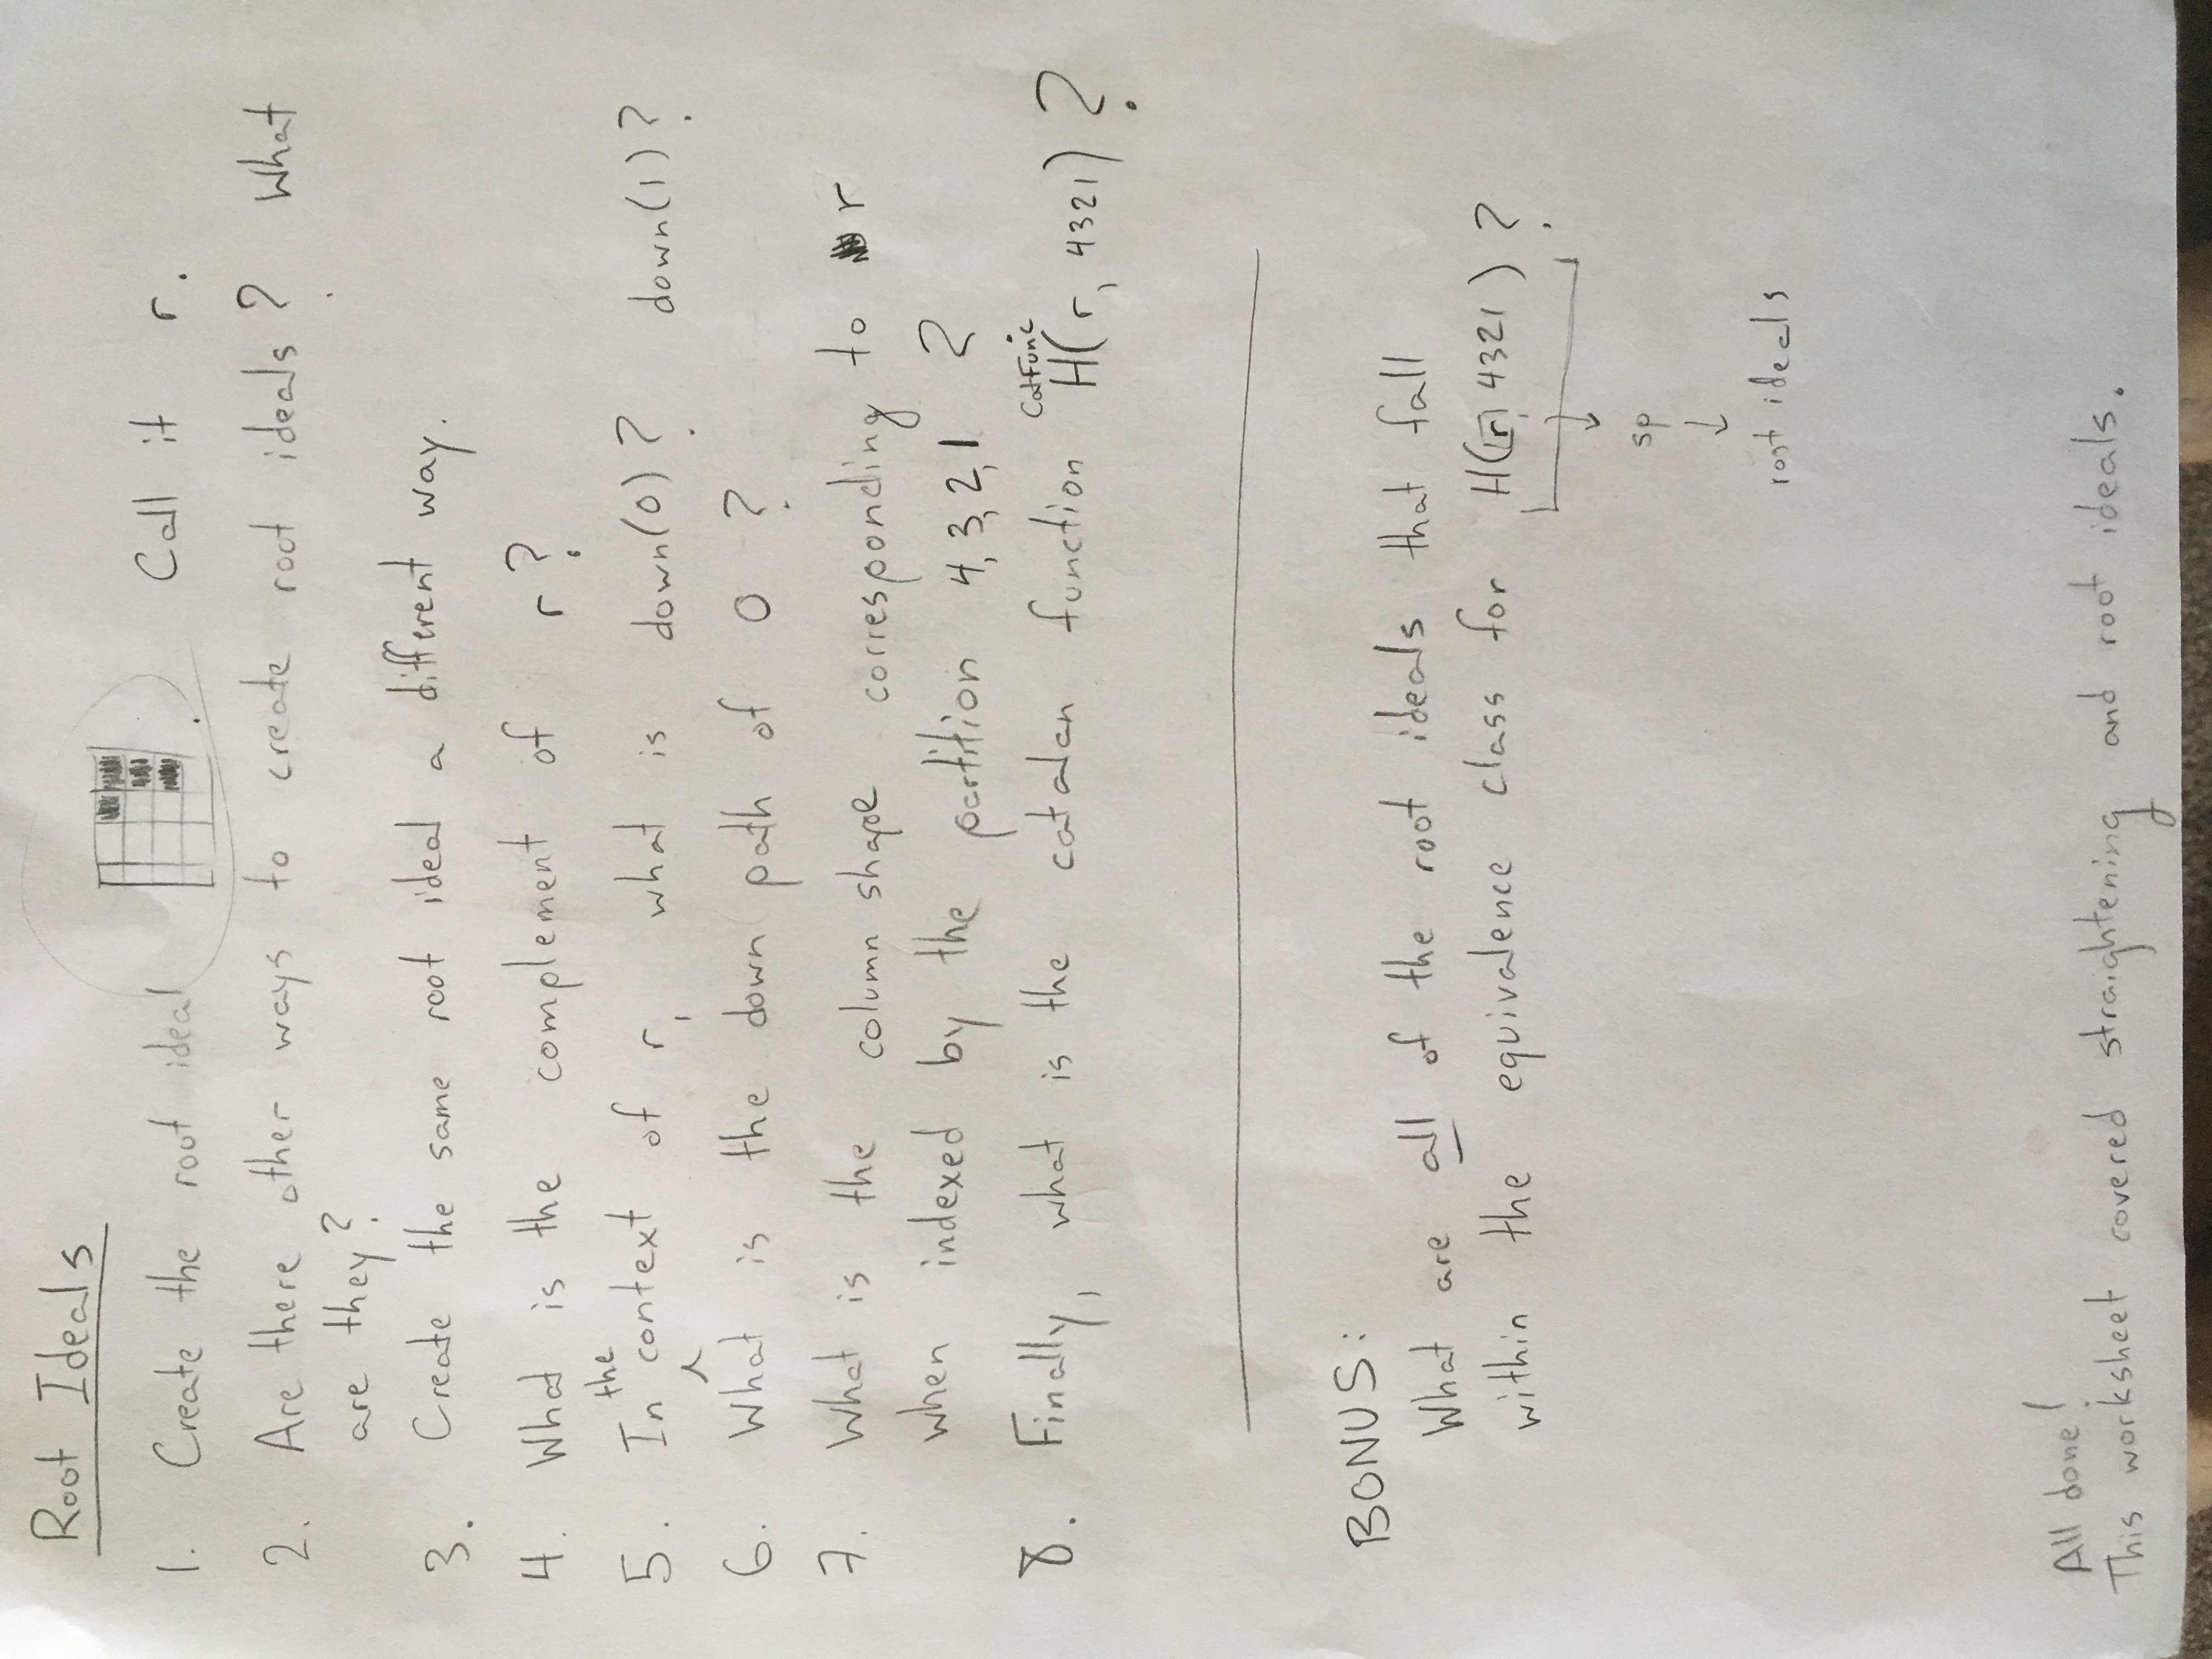 Root Ideals
1. Create the root ideal . Call it r.
2. Are there other ways to create root ideals? What
are they?
3. Create the same root ideal a different way.
4. What is the complement of r?
5. In the context of r, what is down(0)? down(1)?
6. What is the down path of 0?
7. What is the column shape corresponding to r
when indexed by the partition 4,3,2,1?
8. Finally, what is the catalan function CatFunc H(r, 4321)?
BONUS:
What are all of the root ideals that fall
within the equivalence class for H(r, 4321)?
sp
root ideals
All done!
This worksheet covered straightening and root ideals.